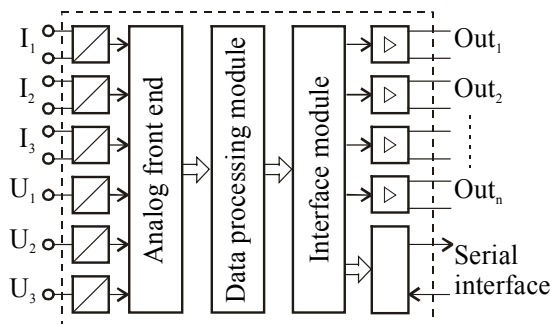 I₁
I₂
I₃
U₁
U₂
U₃
Analog front end
Data processing module
Interface module
Out₁
Out₂
Outₙ
Serial
interface